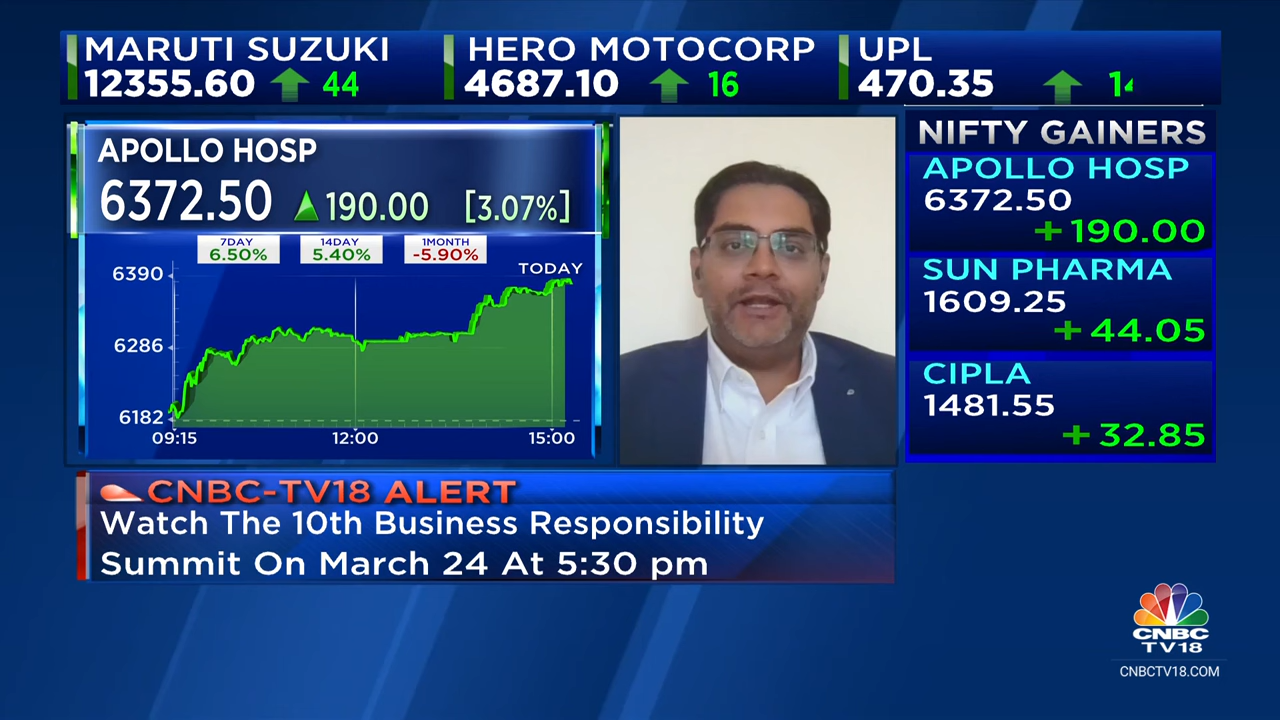 MARUTI SUZUKI
12355.60 44
HERO MOTOCORP
4687.10 16
UPL
470.35
APOLLO HOSP
6372.50 190.00 [3.07%]
7DAY
6.50%
14DAY
5.40%
1MONTH
-5.90%
TODAY
6390
6286
6182
09:15 12:00 15:00
NIFTY GAINERS
APOLLO HOSP
6372.50
+190.00
SUN PHARMA
1609.25
+44.05
CIPLA
1481.55
+32.85
CNBC-TV18 ALERT
Watch The 10th Business Responsibility
Summit On March 24 At 5:30 pm
CNBC
TV18
CNBCTV18.COM